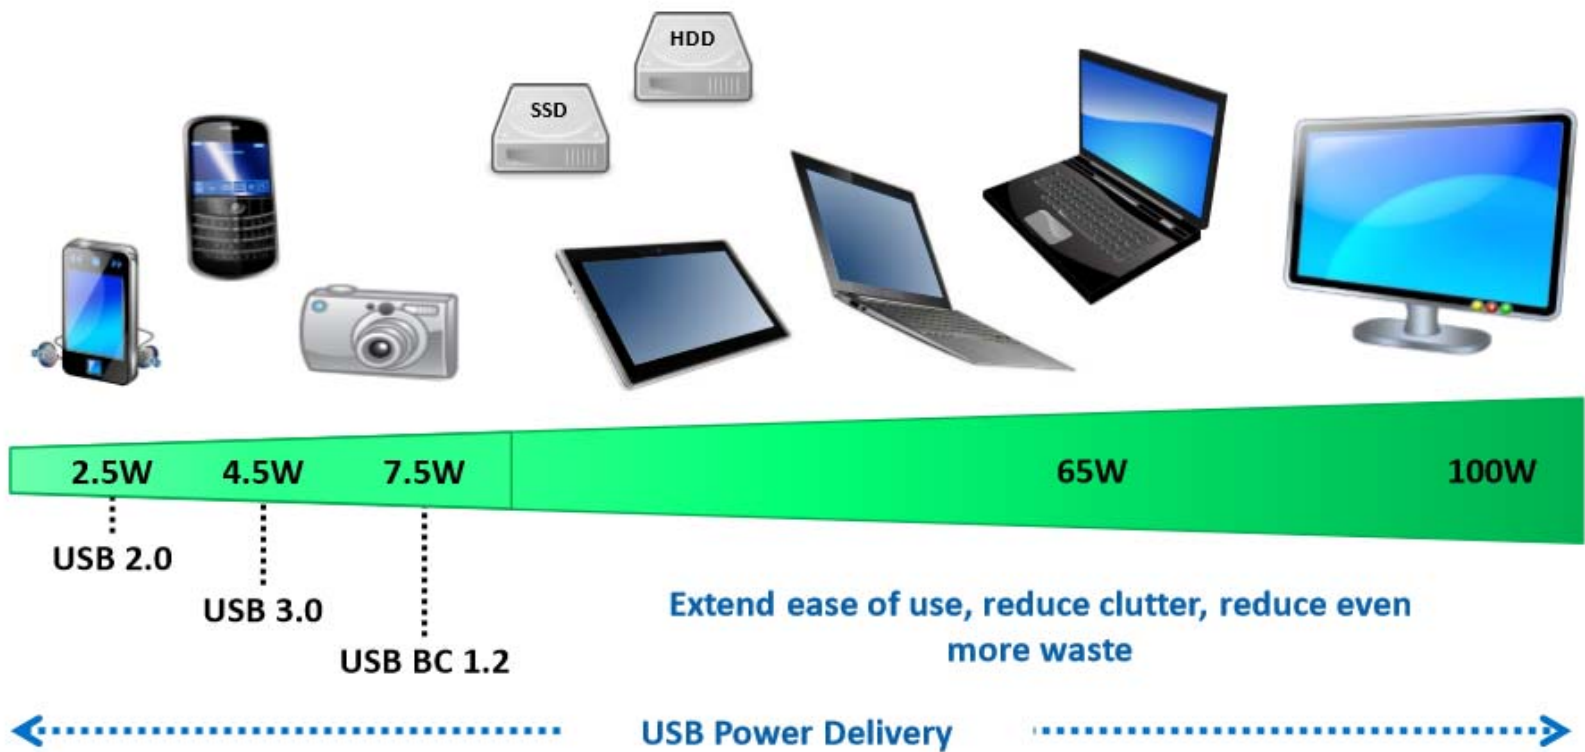 HDD
SSD
2.5W
4.5W
7.5W
65W
100W
USB 2.0
USB 3.0
USB BC 1.2
Extend ease of use, reduce clutter, reduce even
more waste
USB Power Delivery